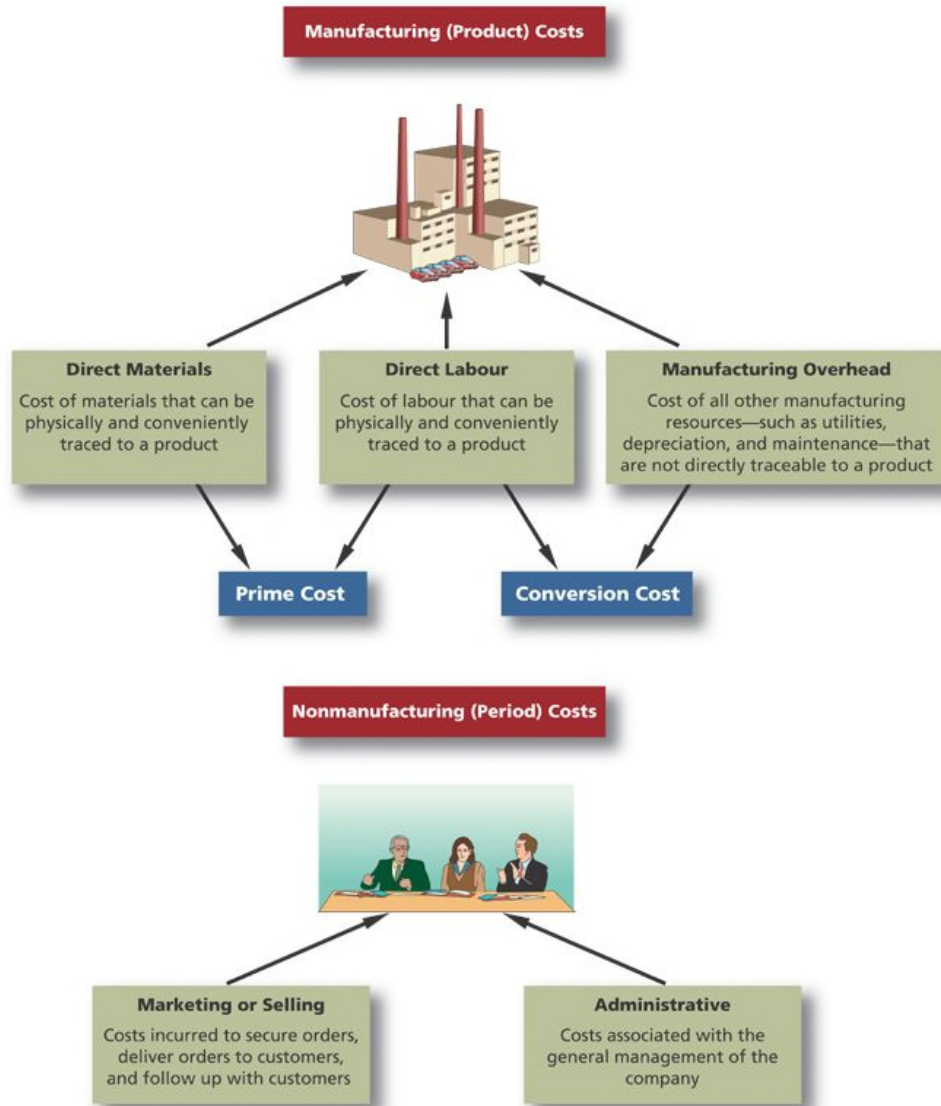 Manufacturing (Product) Costs
Direct Materials
Cost of materials that can be
physically and conveniently
traced to a product
Direct Labour
Cost of labour that can be
physically and conveniently
traced to a product
Manufacturing Overhead
Cost of all other manufacturing
resources—such as utilities,
depreciation, and maintenance—that
are not directly traceable to a product
Prime Cost
Conversion Cost
Nonmanufacturing (Period) Costs
Marketing or Selling
Costs incurred to secure orders,
deliver orders to customers,
and follow up with customers
Administrative
Costs associated with the
general management of the
company